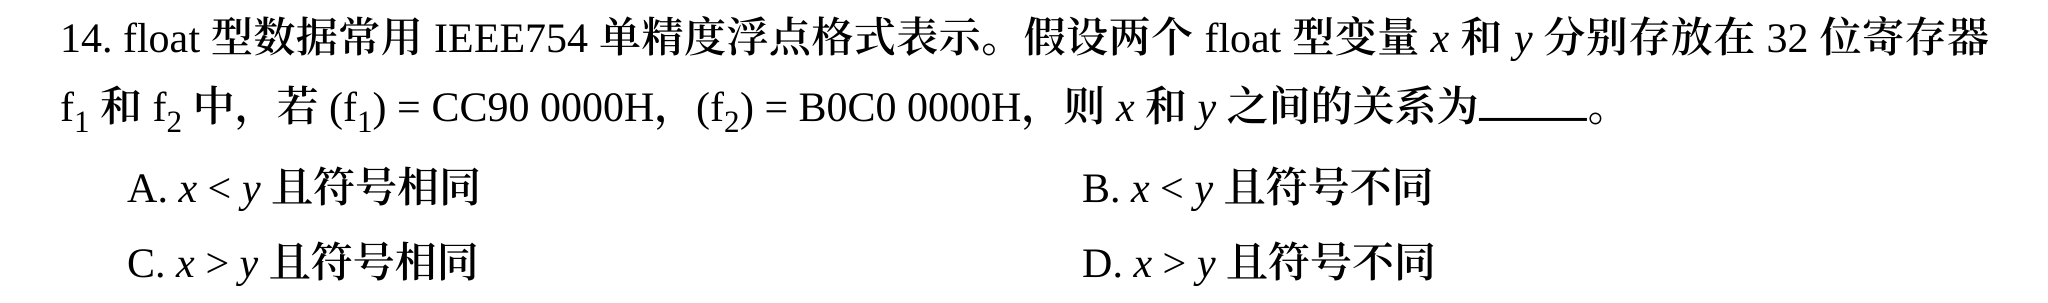 14. float 型数据常用 IEEE754 单精度浮点格式表示。假设两个 float 型变量 x 和 y 分别存放在 32 位寄存器
f₁ 和 f₂ 中，若 (f₁) = CC90 0000H，(f₂) = B0C0 0000H，则 x 和 y 之间的关系为_____。
A. x < y 且符号相同 B. x < y 且符号不同
C. x > y 且符号相同 D. x > y 且符号不同